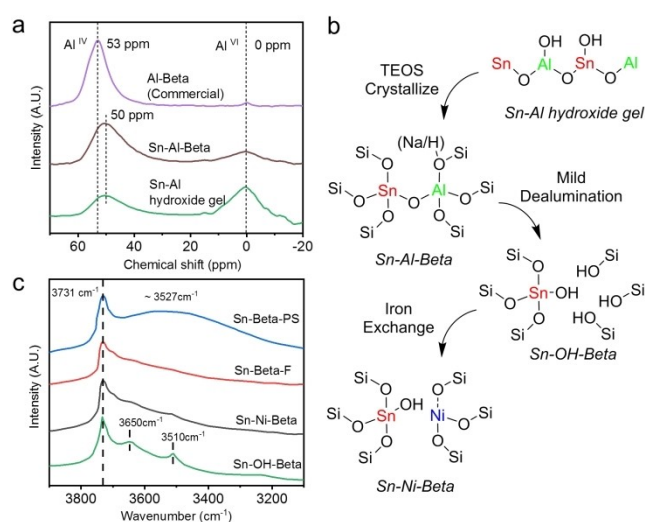 a
Al IV
53 ppm
Al VI
0 ppm
Al-Beta
(Commercial)
50 ppm
Sn-Al-Beta
Sn-Al
hydroxide gel
Intensity (A.U.)
70 60 40 20 0 -20
Chemical shift (ppm)
b
TEOS
Crystallize
OH OH
Sn Al Sn Al
O O O
Sn-Al hydroxide gel
(Na/H)
Si Si
O O
Si O Sn O Al O Si
O O O
Si Si Si
Sn-Al-Beta
Mild
Dealumination
Si
O HO Si
Si O Sn OH HO Si
O HO Si
Si
Sn-OH-Beta
Iron
Exchange
Si
O OH O Si
Si O Sn Ni O Si
O O
Si Si
Sn-Ni-Beta
c
3731 cm-1
~ 3527cm-1
Sn-Beta-PS
Sn-Beta-F
Sn-Ni-Beta
3650cm-1
3510cm-1
Sn-OH-Beta
Intensity (A.U.)
3800 3600 3400 3200
Wavenumber (cm-1)